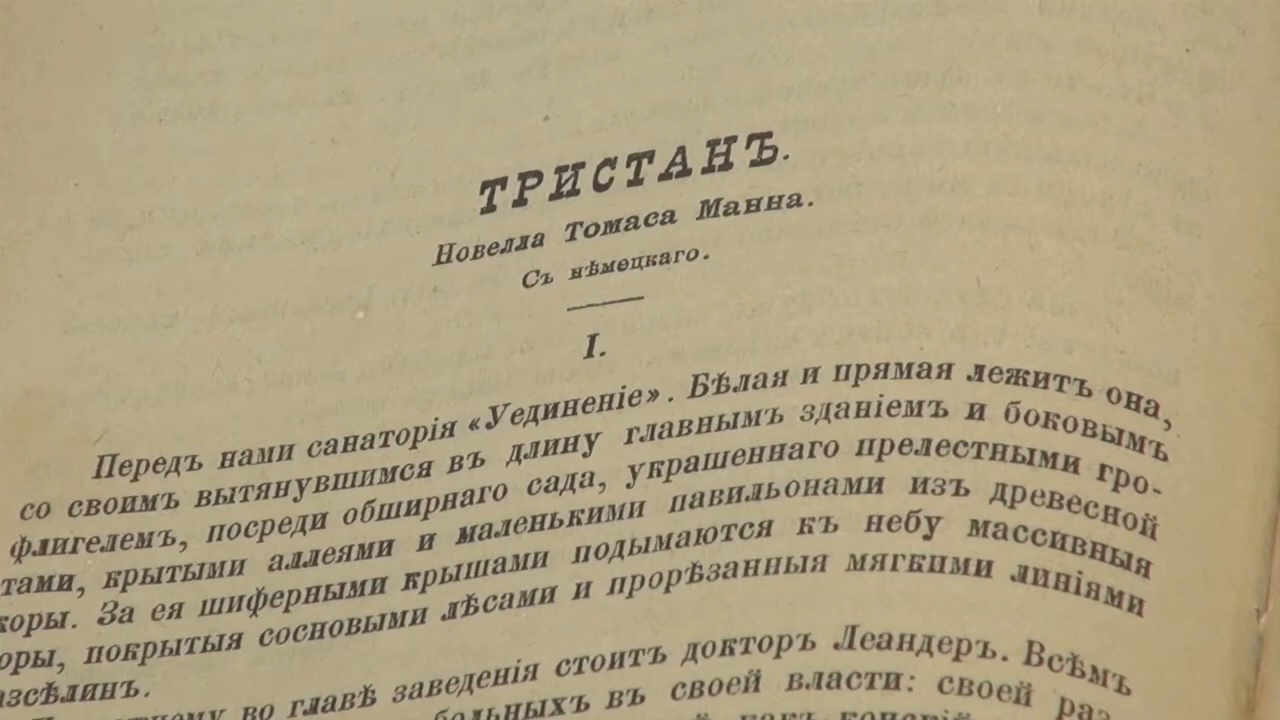 ТРИСТАНЪ.
Новелла Томаса Манна.
Съ нѣмецкаго.
I.
Передъ нами санаторія «Уединеніе». Бѣлая и прямая лежитъ она,
со своимъ вытянувшимся въ длину главнымъ зданіемъ и боковымъ
флигелемъ, посреди обширнаго сада, украшеннаго прелестными гро-
тами, крытыми аллеями и маленькими павильонами изъ древесной
коры. За ея шиферными крышами подымаются къ небу массивныя
оры, покрытыя сосновыми лѣсами и прорѣзанныя мягкими линіями
азсѣлинъ.
во главѣ заведенія стоитъ докторъ Леандеръ. Всѣмъ
больныхъ въ своей власти: своей раз